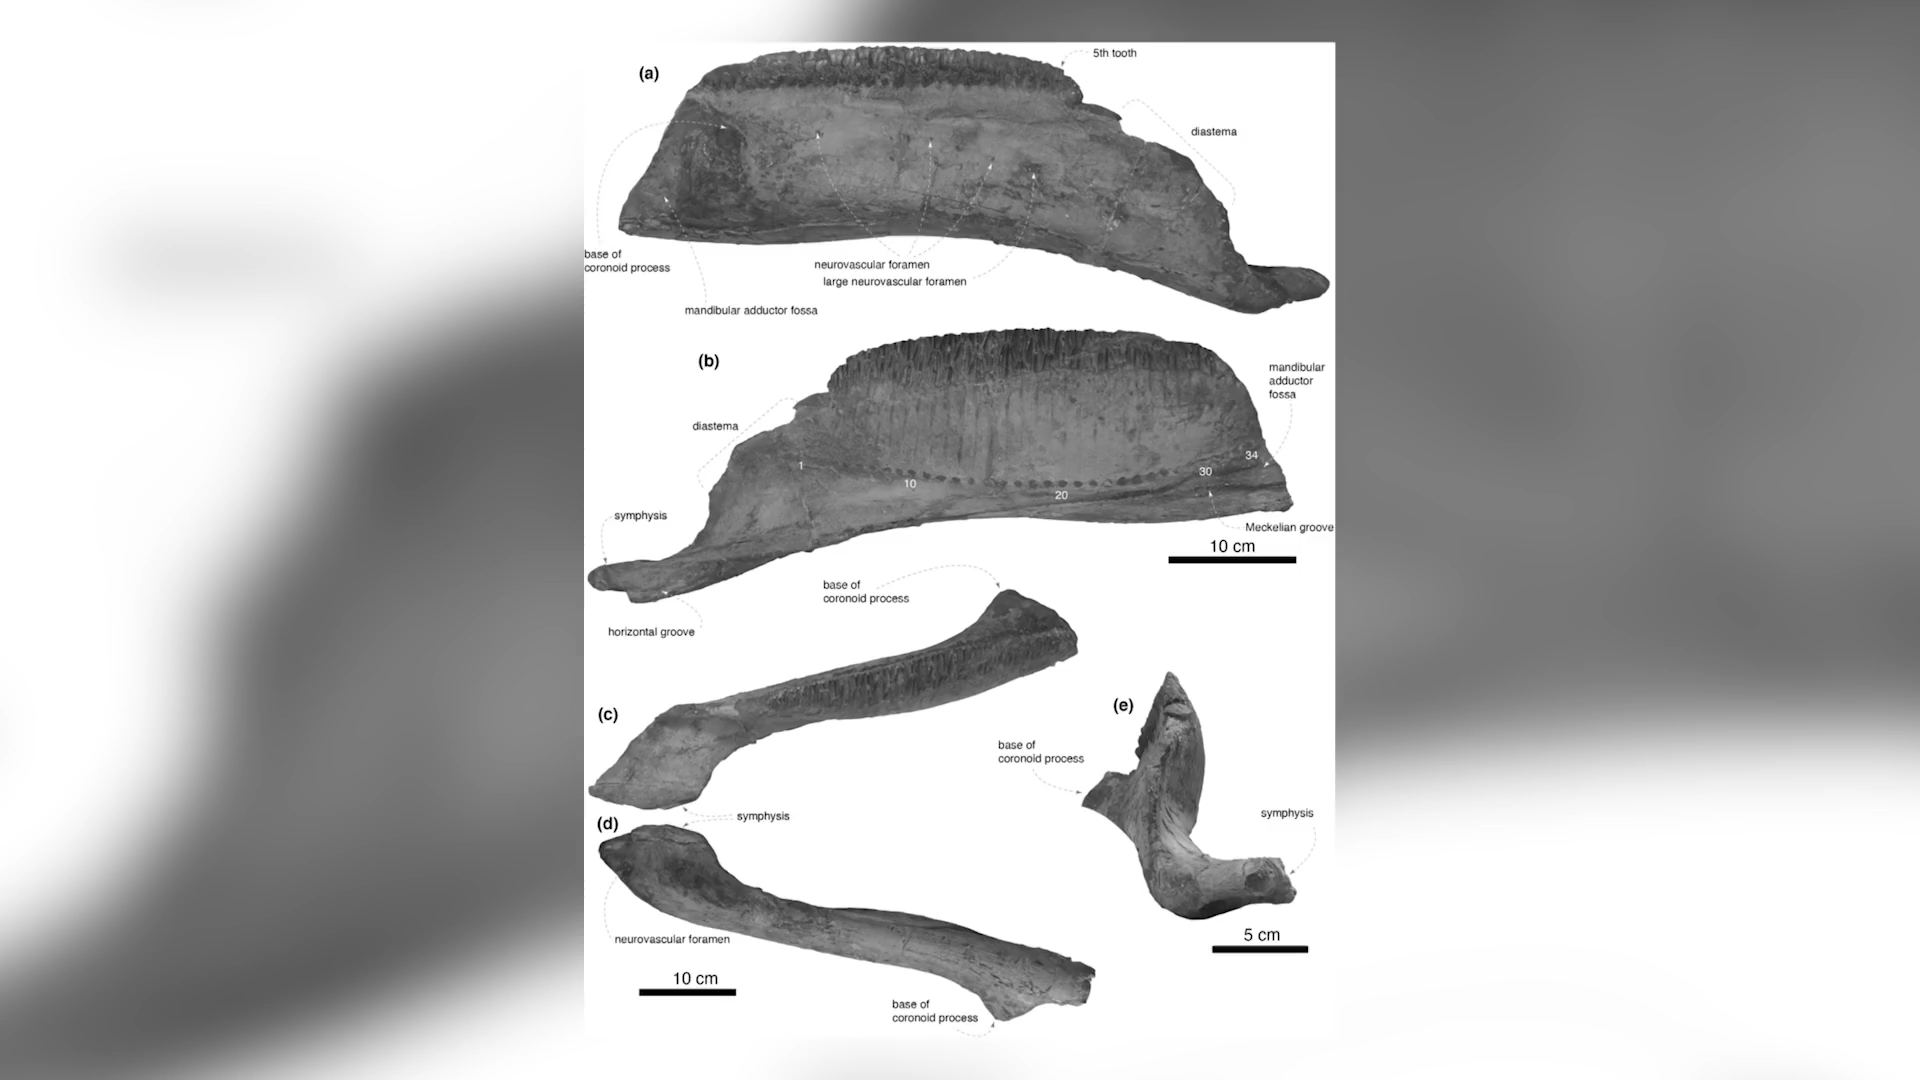 (a)
5th tooth
diastema
base of
coronoid process
neurovascular foramen
large neurovascular foramen
mandibular adductor fossa
(b)
mandibular
adductor
fossa
diastema
1
10
20
30
34
symphysis
Meckelian groove
10 cm
horizontal groove
base of
coronoid process
(c)
(e)
base of
coronoid process
symphysis
symphysis
(d)
neurovascular foramen
5 cm
10 cm
base of
coronoid process